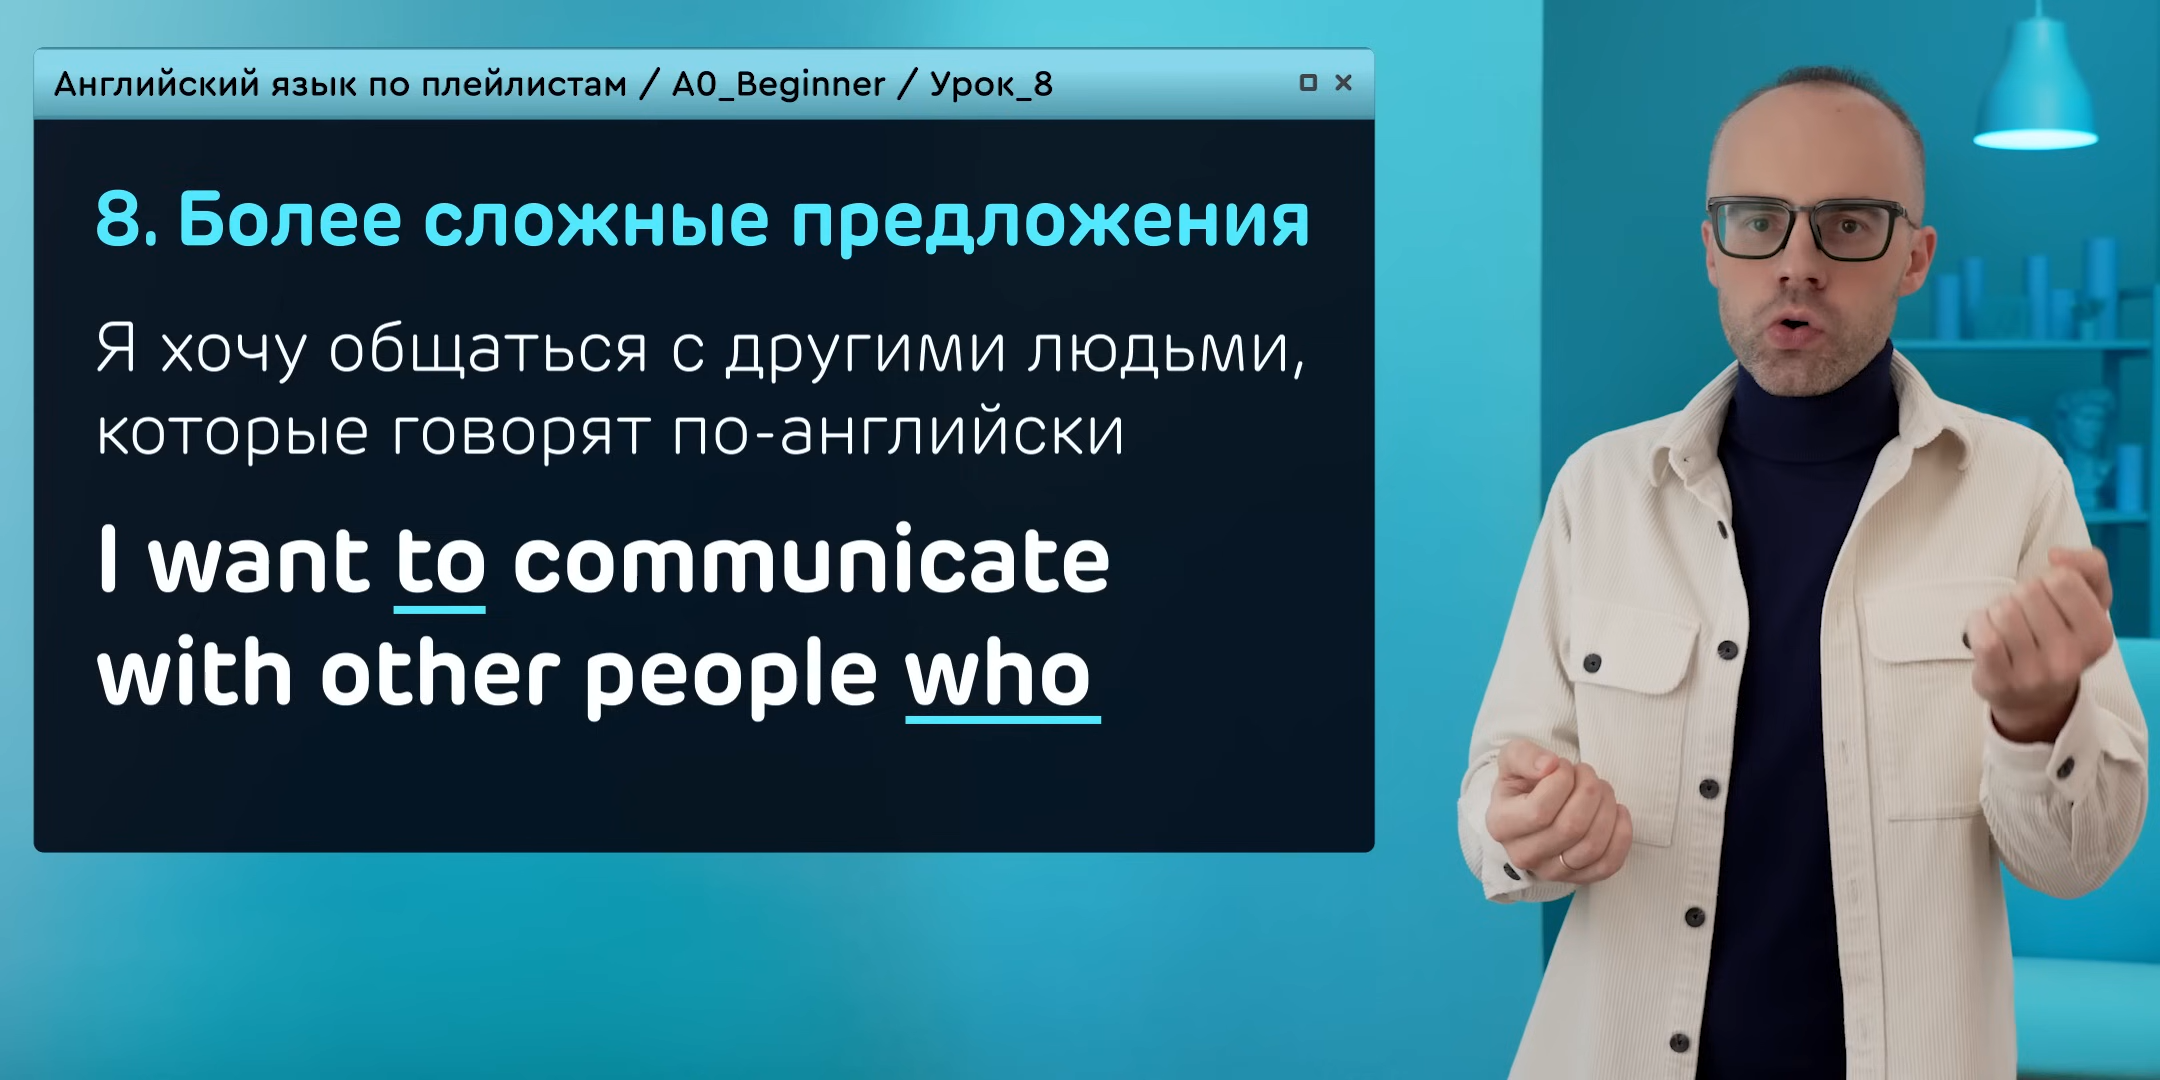 Английский язык по плейлистам / A0_Beginner / Урок_8
8. Более сложные предложения
Я хочу общаться с другими людьми,
которые говорят по-английски
I want to communicate
with other people who